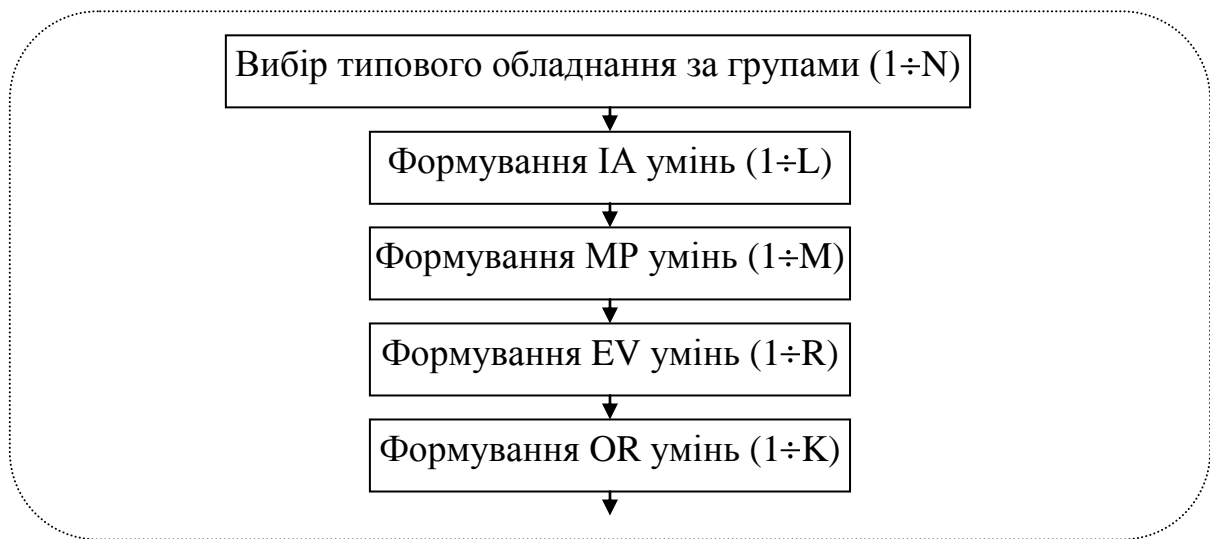 Вибір типового обладнання за групами (1÷N)
Формування IA умінь (1÷L)
Формування MP умінь (1÷M)
Формування EV умінь (1÷R)
Формування OR умінь (1÷K)